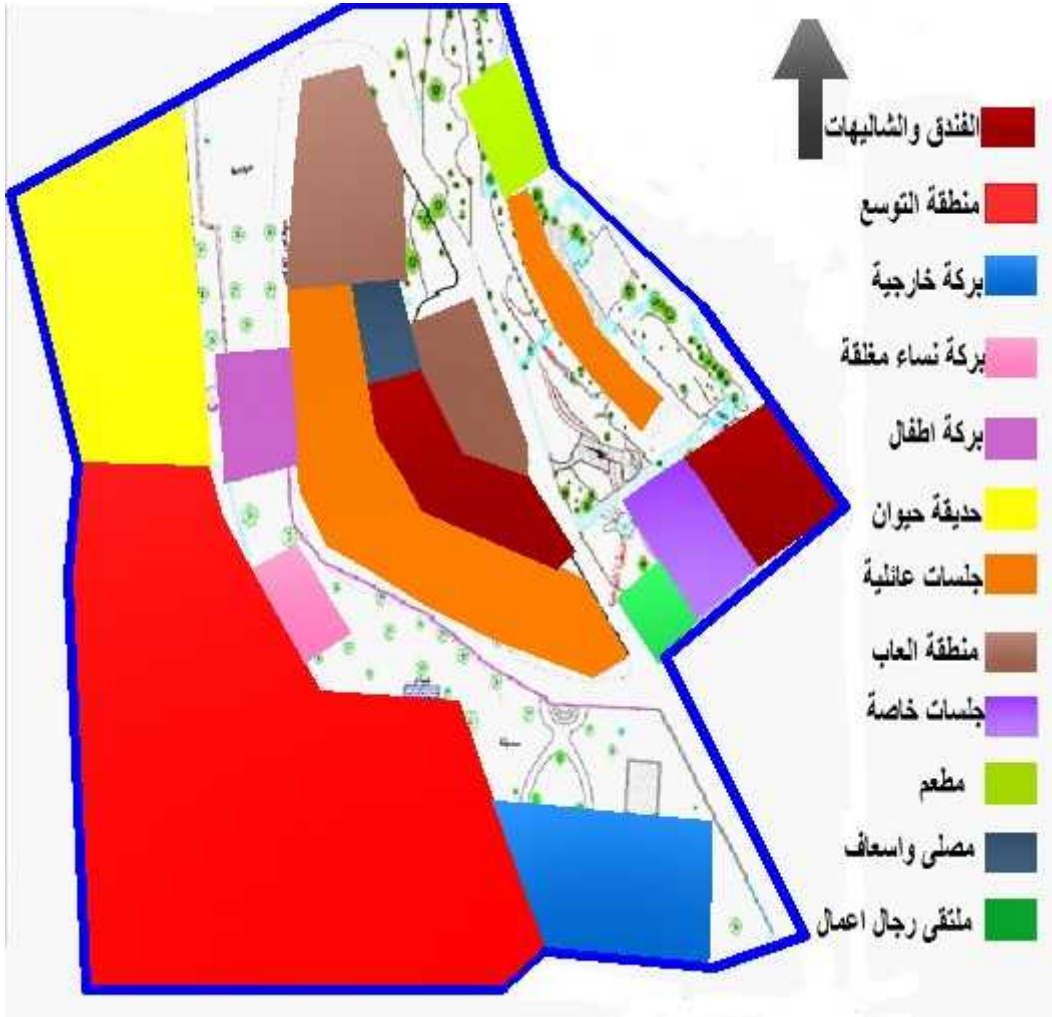 الفندق والشاليهات
منطقة التوسع
بركة خارجية
بركة نساء مغلقة
بركة اطفال
حديقة حيوان
جلسات عائلية
منطقة العاب
جلسات خاصة
مطعم
مصلى واسعاف
ملتقى رجال اعمال